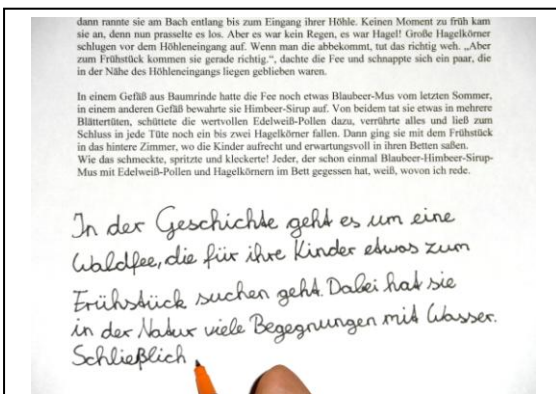 dann rannte sie am Bach entlang bis zum Eingang ihrer Höhle. Keinen Moment zu früh kam
sie an, denn nun prasselte es los. Aber es war kein Regen, es war Hagel! Große Hagelkörner
schlugen vor dem Höhleneingang auf. Wenn man die abbekommt, tut das richtig weh. „Aber
zum Frühstück kommen sie gerade richtig.“, dachte die Fee und schnappte sich ein paar, die
in der Nähe des Höhleneingangs liegen geblieben waren.
In einem Gefäß aus Baumrinde hatte die Fee noch etwas Blaubeer-Mus vom letzten Sommer,
in einem anderen Gefäß bewahrte sie Himbeer-Sirup auf. Von beidem tat sie etwas in mehrere
Blättertüten, schüttete die wertvollen Edelweiß-Pollen dazu, verrührte alles und ließ zum
Schluss in jede Tüte noch ein bis zwei Hagelkörner fallen. Dann ging sie mit dem Frühstück
in das hintere Zimmer, wo die Kinder aufrecht und erwartungsvoll in ihren Betten saßen.
Wie das schmeckte, spritzte und kleckerte! Jeder, der schon einmal Blaubeer-Himbeer-Sirup-
Mus mit Edelweiß-Pollen und Hagelkörnern im Bett gegessen hat, weiß, wovon ich rede.
In der Geschichte geht es um eine
Waldfee, die für ihre Kinder etwas zum
Frühstück suchen geht. Dabei hat sie
in der Natur viele Begegnungen mit Wasser.
Schließlich